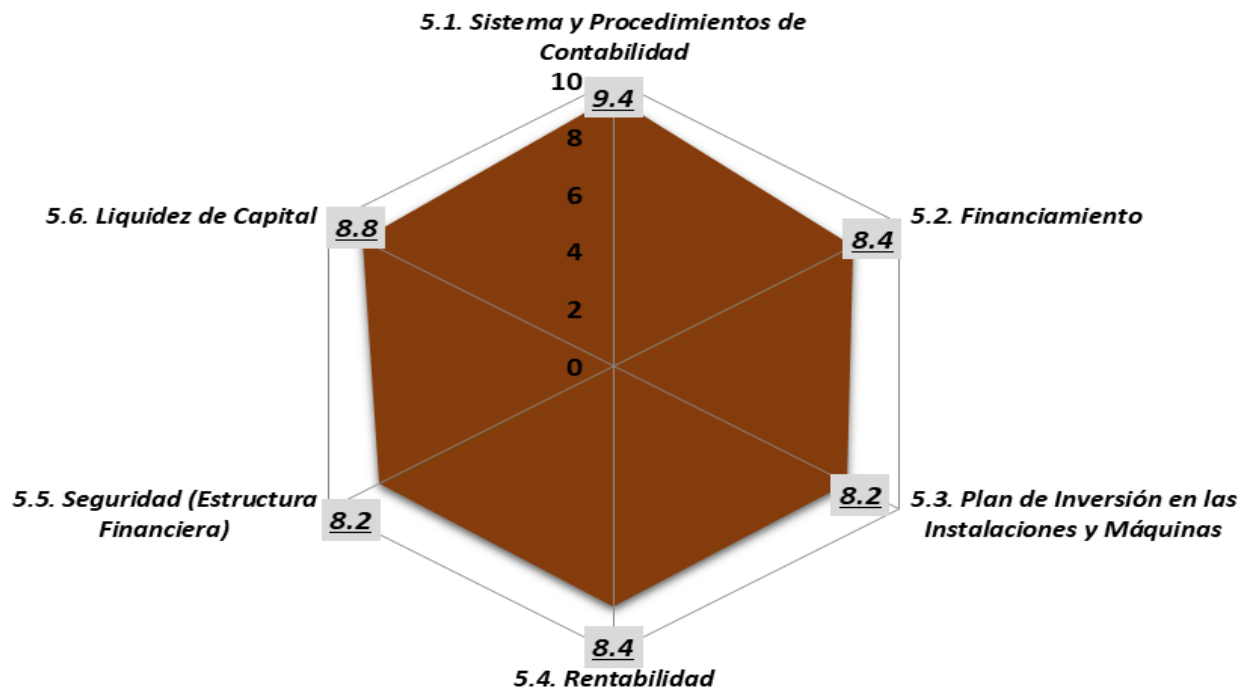 5.1. Sistema y Procedimientos de
Contabilidad
10
9.4
8
6
4
2
0
5.6. Liquidez de Capital
8.8
5.2. Financiamiento
8.4
5.5. Seguridad (Estructura
Financiera)
8.2
5.3. Plan de Inversión en las
Instalaciones y Máquinas
8.2
8.4
5.4. Rentabilidad